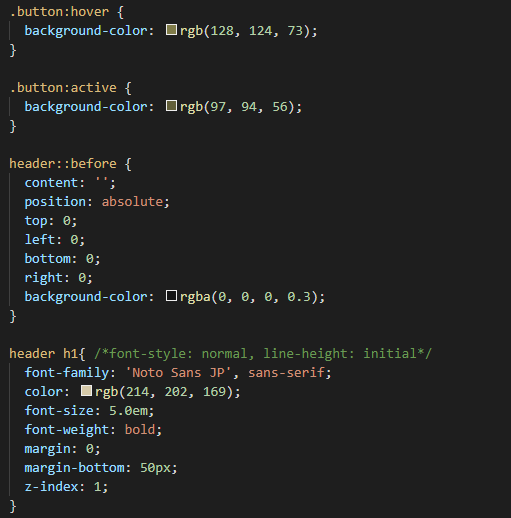 .button:hover {
  background-color: rgb(128, 124, 73);
}

.button:active {
  background-color: rgb(97, 94, 56);
}

header::before {
  content: '';
  position: absolute;
  top: 0;
  left: 0;
  bottom: 0;
  right: 0;
  background-color: rgba(0, 0, 0, 0.3);
}

header h1{ /*font-style: normal, line-height: initial*/
  font-family: 'Noto Sans JP', sans-serif;
  color: rgb(214, 202, 169);
  font-size: 5.0em;
  font-weight: bold;
  margin: 0;
  margin-bottom: 50px;
  z-index: 1;
}